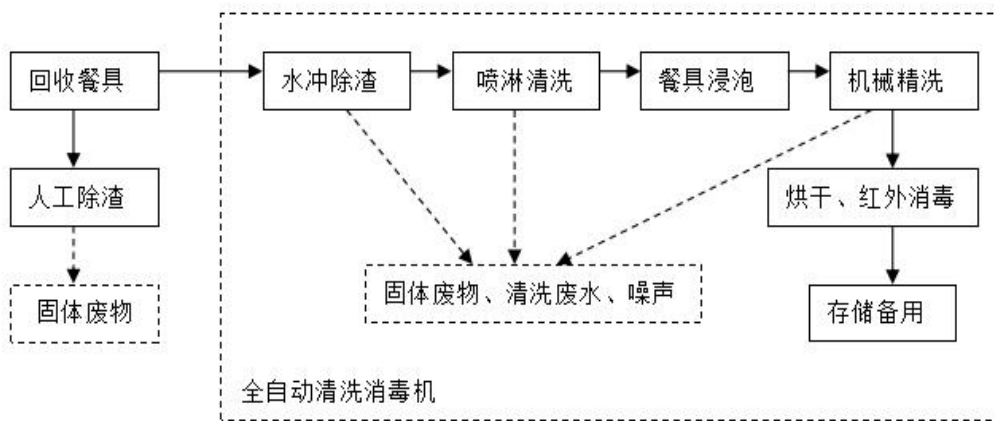 回收餐具
水冲除渣
喷淋清洗
餐具浸泡
机械精洗
人工除渣
烘干、红外消毒
固体废物
固体废物、清洗废水、噪声
存储备用
全自动清洗消毒机